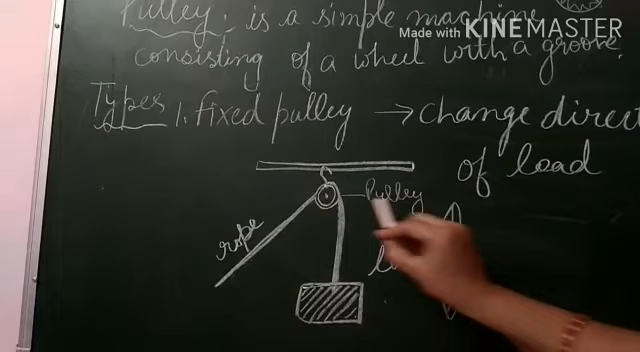 Pulley: is a simple machine
Made with KINEMASTER
consisting of a wheel with a groove.
Types 1. fixed pulley → change direct
of load
Pulley
rope